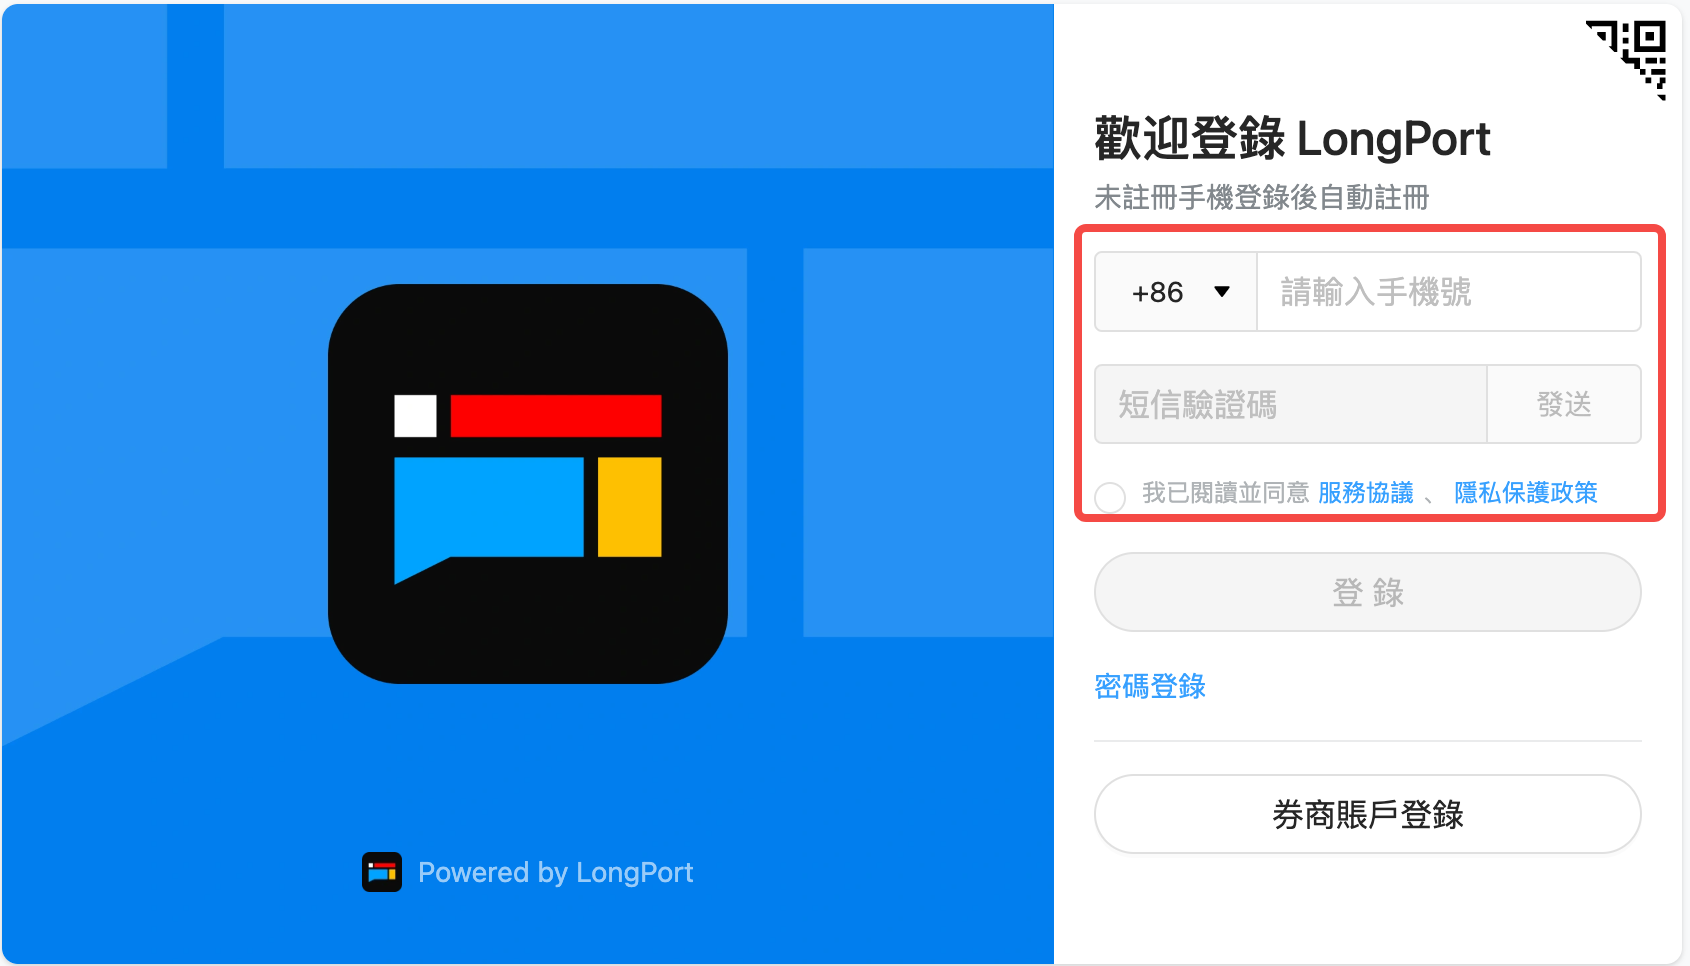 歡迎登錄 LongPort
未註冊手機登錄後自動註冊
+86 請輸入手機號
短信驗證碼 發送
我已閱讀並同意 服務協議 、 隱私保護政策
登 錄
密碼登錄
券商賬戶登錄
Powered by LongPort